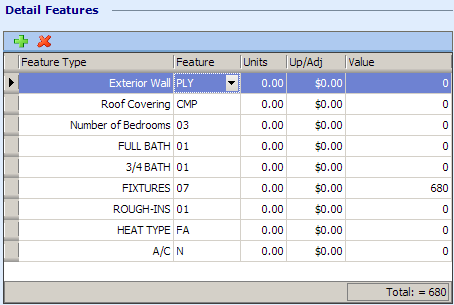 Detail Features
Feature Type Feature Units Up/Adj Value
Exterior Wall PLY 0.00 $0.00 0
Roof Covering CMP 0.00 $0.00 0
Number of Bedrooms 03 0.00 $0.00 0
FULL BATH 01 0.00 $0.00 0
3/4 BATH 01 0.00 $0.00 0
FIXTURES 07 0.00 $0.00 680
ROUGH-INS 01 0.00 $0.00 0
HEAT TYPE FA 0.00 $0.00 0
A/C N 0.00 $0.00 0
Total: = 680